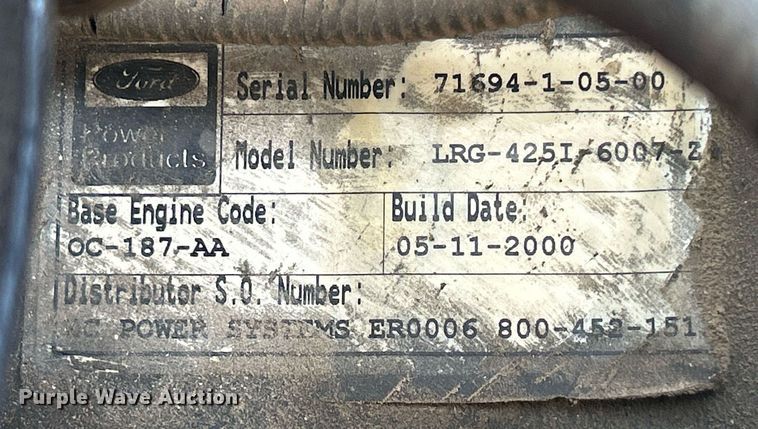 Ford
Power
Products
Serial Number: 71694-1-05-00
Model Number: LRG-425I-6007-Z
Base Engine Code:
OC-187-AA
Build Date:
05-11-2000
Distributor S.O. Number:
POWER SYSTEMS ER0006 800-452-151
Purple Wave Auction